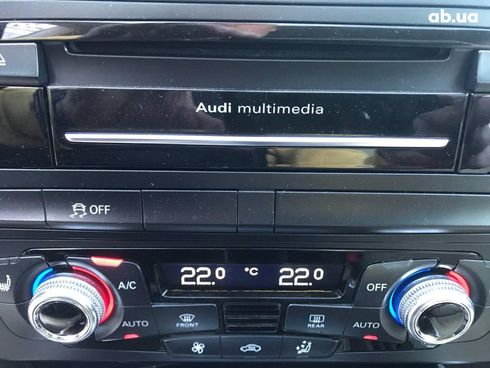 ab.ua
Audi multimedia
OFF
A/C
22.0 °C 22.0
OFF
AUTO
FRONT
REAR
AUTO